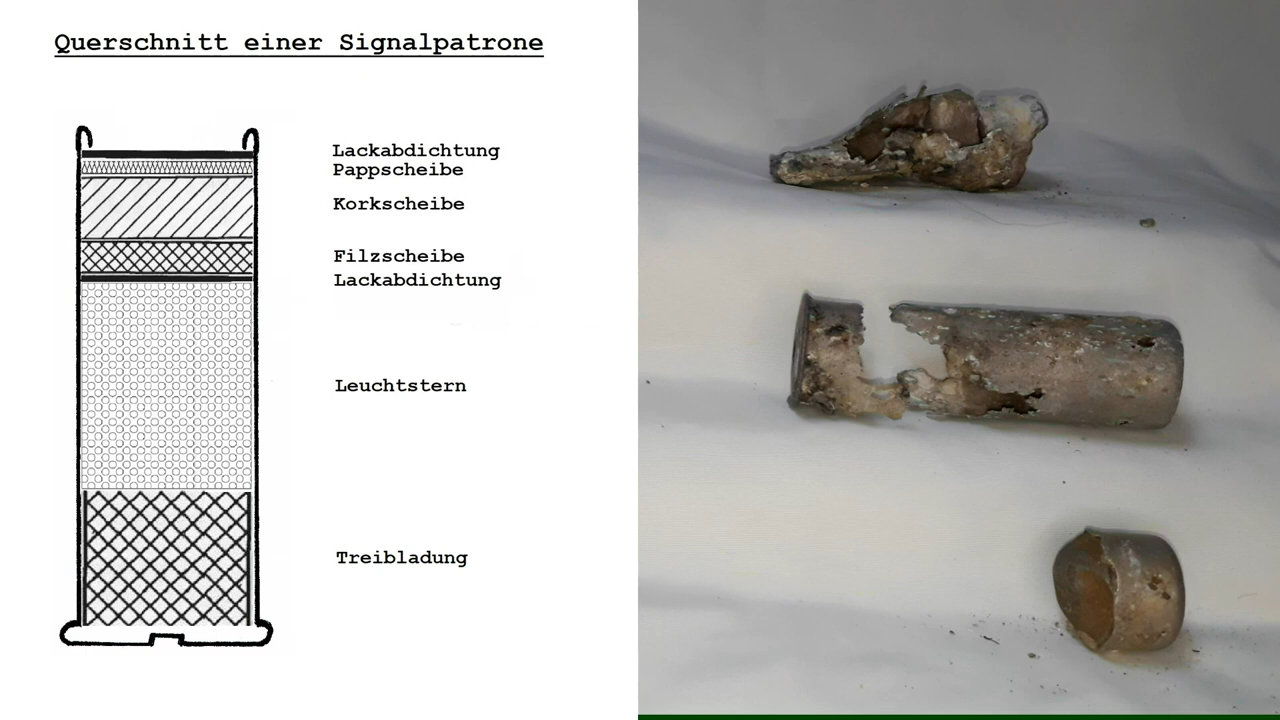 Querschnitt einer Signalpatrone
Lackabdichtung
Pappscheibe
Korkscheibe
Filzscheibe
Lackabdichtung
Leuchtstern
Treibladung